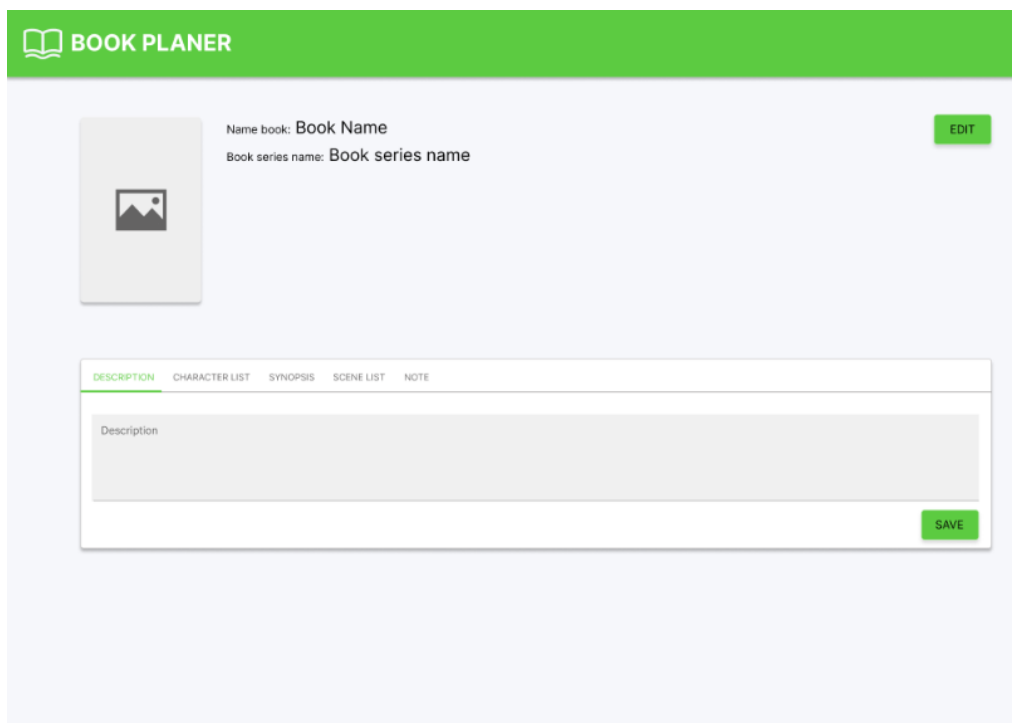 BOOK PLANER
Name book: Book Name
EDIT
Book series name: Book series name
DESCRIPTION CHARACTER LIST SYNOPSIS SCENE LIST NOTE
Description
SAVE